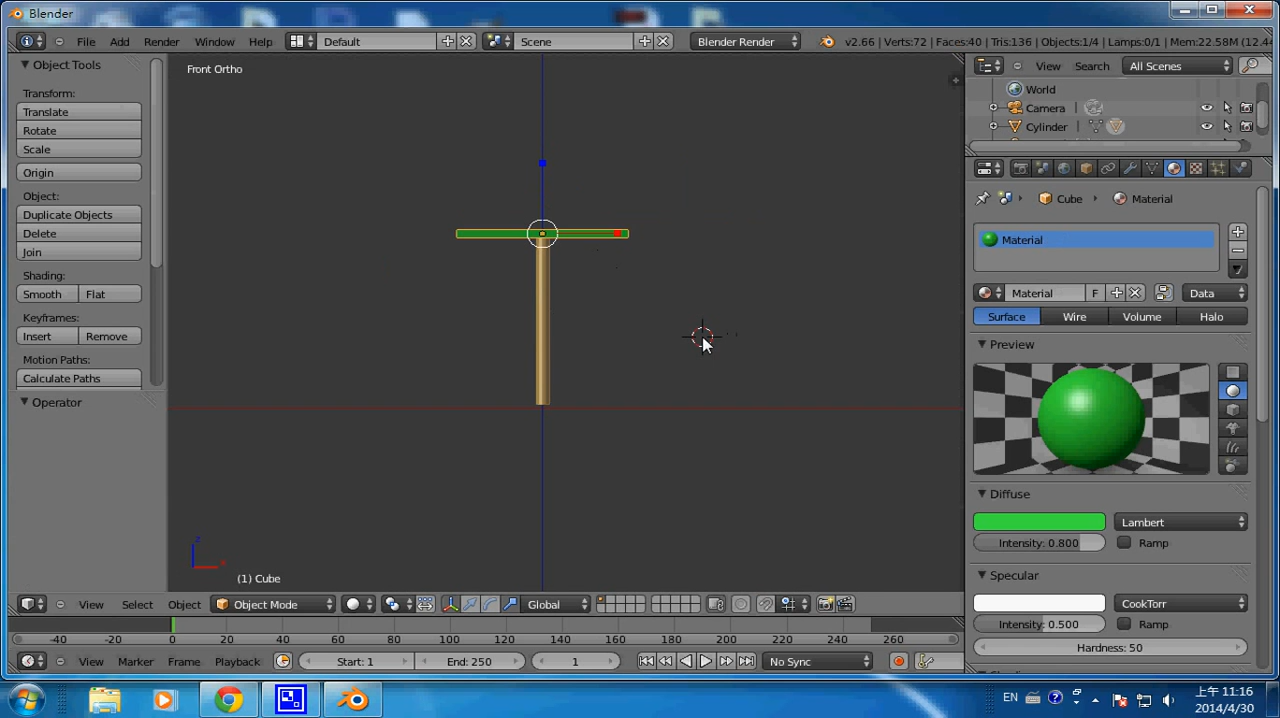 Blender
File Add Render Window Help Default Scene Blender Render v2.66 | Verts:72 | Faces:40 | Tris:136 | Objects:1/4 | Lamps:0/1 | Mem:22.58M (12.4
Object Tools
Transform:
Translate
Rotate
Scale
Origin
Object:
Duplicate Objects
Delete
Join
Shading:
Smooth Flat
Keyframes:
Insert Remove
Motion Paths:
Calculate Paths
Operator
Front Ortho
z
x
(1) Cube
View Search All Scenes
World
Camera
Cylinder
Cube Material
Material
Material F Data
Surface Wire Volume Halo
Preview
Diffuse
Lambert
Intensity: 0.800 Ramp
Specular
CookTorr
Intensity: 0.500 Ramp
Hardness: 50
View Select Object Object Mode Global
-40 -20 0 20 40 60 80 100 120 140 160 180 200 220 240 260
View Marker Frame Playback Start: 1 End: 250 1 No Sync
EN 上午 11:16
2014/4/30